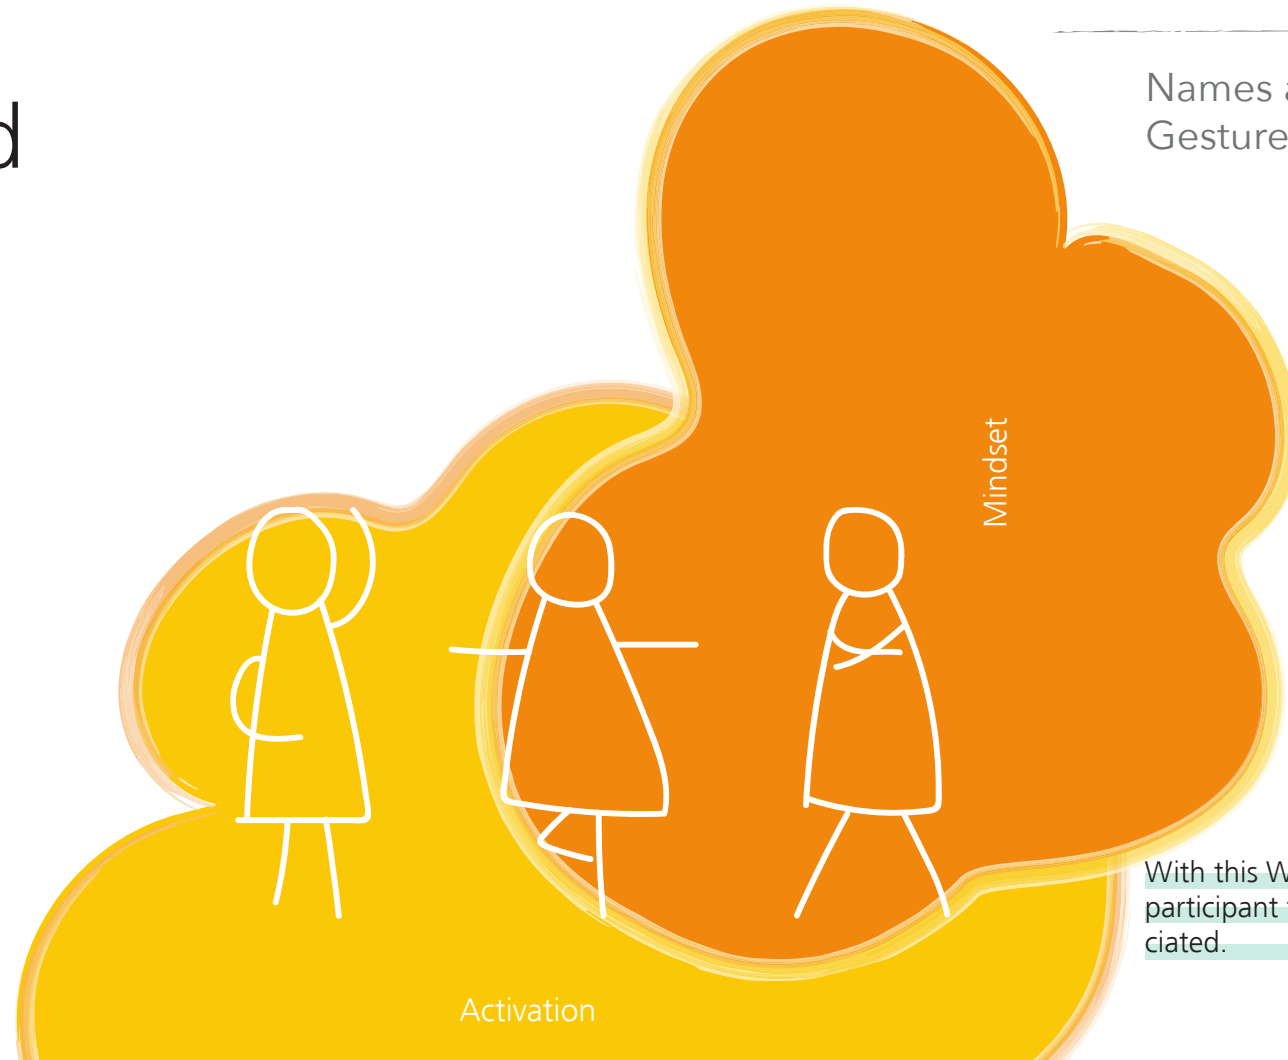 d
Names a
Gesture
Mindset
With this W
participant
ciated.
Activation